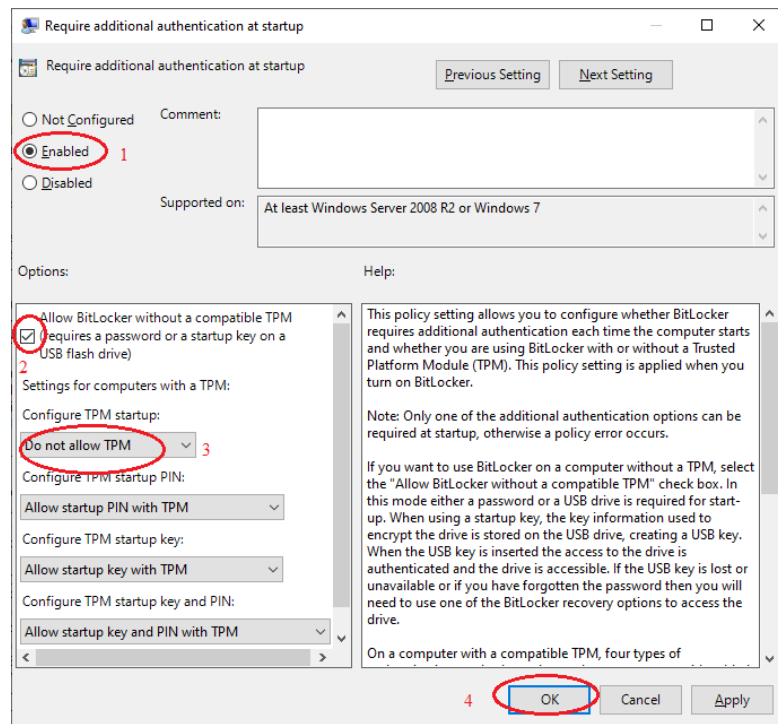 Require additional authentication at startup
Require additional authentication at startup
Previous Setting
Next Setting
Not Configured
Comment:
Enabled
1
Disabled
Supported on:
At least Windows Server 2008 R2 or Windows 7
Options:
Help:
Allow BitLocker without a compatible TPM
(requires a password or a startup key on a
USB flash drive)
2
Settings for computers with a TPM:
Configure TPM startup:
Do not allow TPM
3
Configure TPM startup PIN:
Allow startup PIN with TPM
Configure TPM startup key:
Allow startup key with TPM
Configure TPM startup key and PIN:
Allow startup key and PIN with TPM
This policy setting allows you to configure whether BitLocker
requires additional authentication each time the computer starts
and whether you are using BitLocker with or without a Trusted
Platform Module (TPM). This policy setting is applied when you
turn on BitLocker.
Note: Only one of the additional authentication options can be
required at startup, otherwise a policy error occurs.
If you want to use BitLocker on a computer without a TPM, select
the "Allow BitLocker without a compatible TPM" check box. In
this mode either a password or a USB drive is required for start-
up. When using a startup key, the key information used to
encrypt the drive is stored on the USB drive, creating a USB key.
When the USB key is inserted the access to the drive is
authenticated and the drive is accessible. If the USB key is lost or
unavailable or if you have forgotten the password then you will
need to use one of the BitLocker recovery options to access the
drive.
On a computer with a compatible TPM, four types of
4
OK
Cancel
Apply